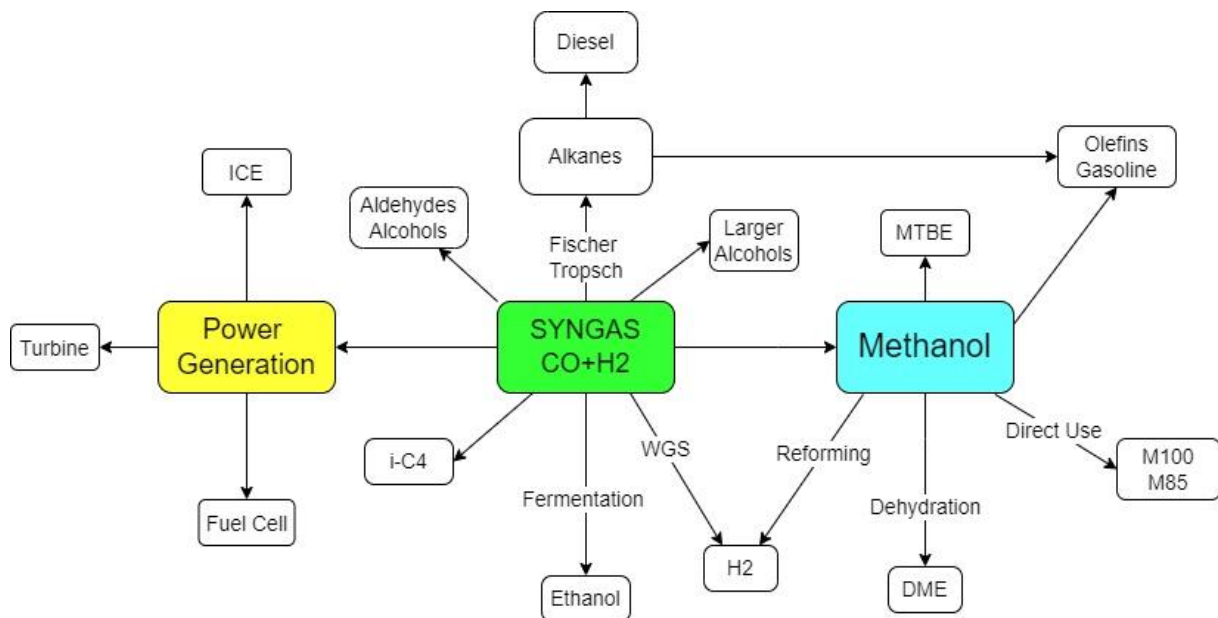 Diesel
Alkanes
Olefins
Gasoline
ICE
Aldehydes
Alcohols
Fischer
Tropsch
Larger
Alcohols
MTBE
Turbine
Power
Generation
SYNGAS
CO+H2
Methanol
i-C4
WGS
Reforming
Direct Use
M100
M85
Fuel Cell
Fermentation
Dehydration
H2
Ethanol
DME